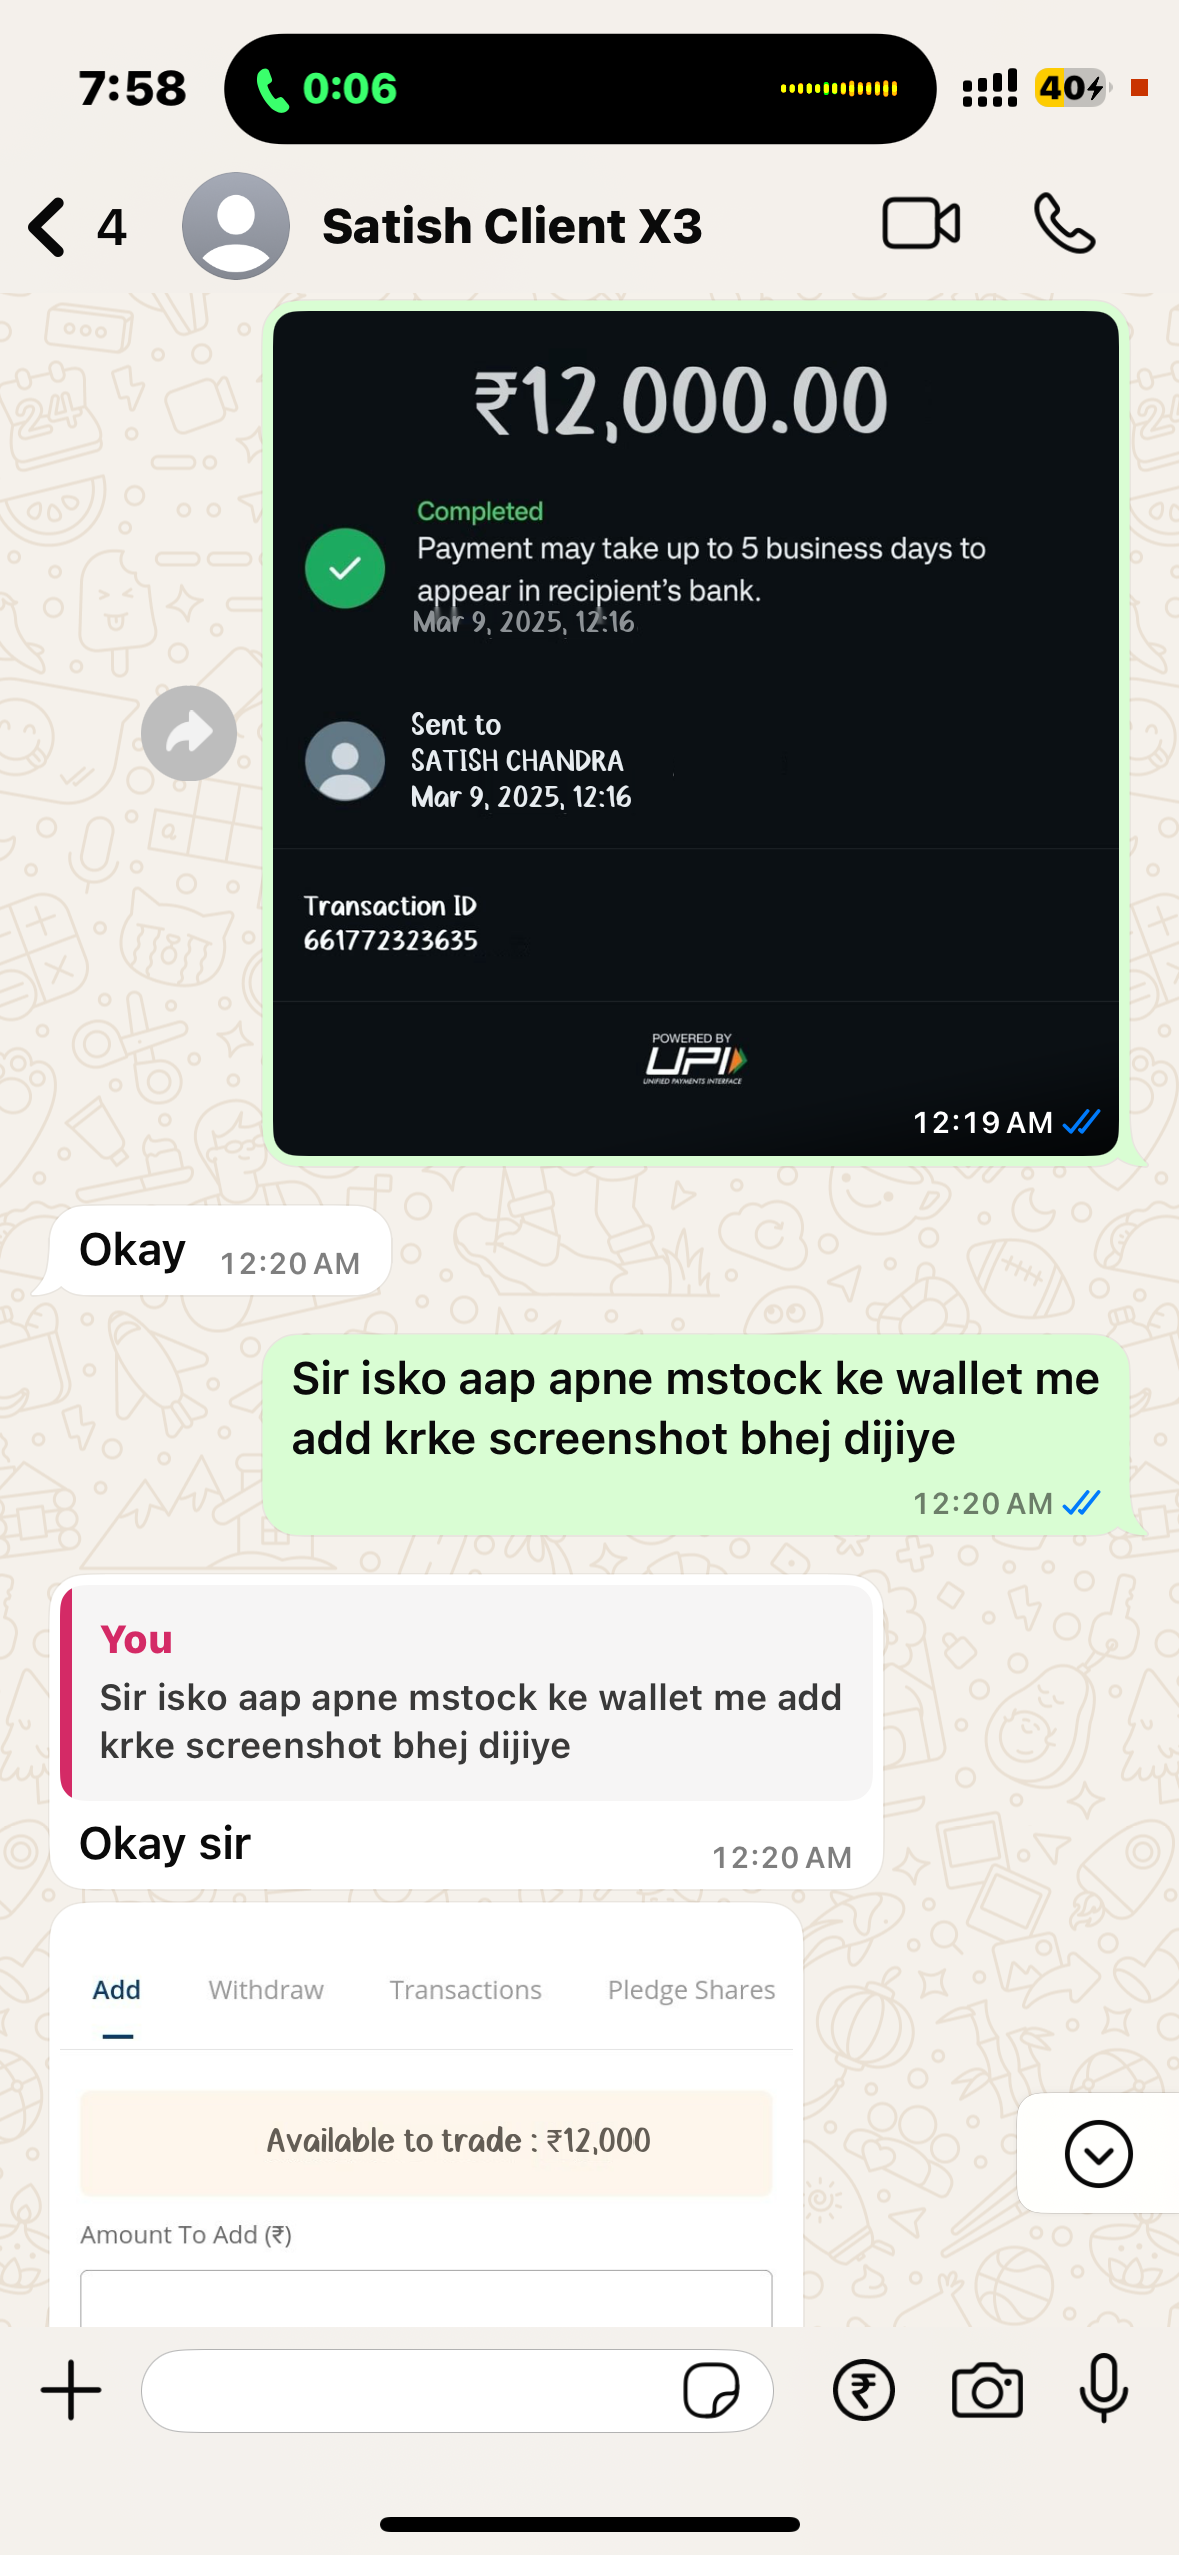 7:58
0:06
40
4
Satish Client X3
₹12,000.00
Completed
Payment may take up to 5 business days to
appear in recipient's bank.
Mar 9, 2025, 12:16
Sent to
SATISH CHANDRA
Mar 9, 2025, 12:16
Transaction ID
661772323635
POWERED BY
UPI
UNIFIED PAYMENTS INTERFACE
12:19 AM
Okay
12:20 AM
Sir isko aap apne mstock ke wallet me
add krke screenshot bhej dijiye
12:20 AM
You
Sir isko aap apne mstock ke wallet me add
krke screenshot bhej dijiye
Okay sir
12:20 AM
Add Withdraw Transactions Pledge Shares
Available to trade : ₹12,000
Amount To Add (₹)